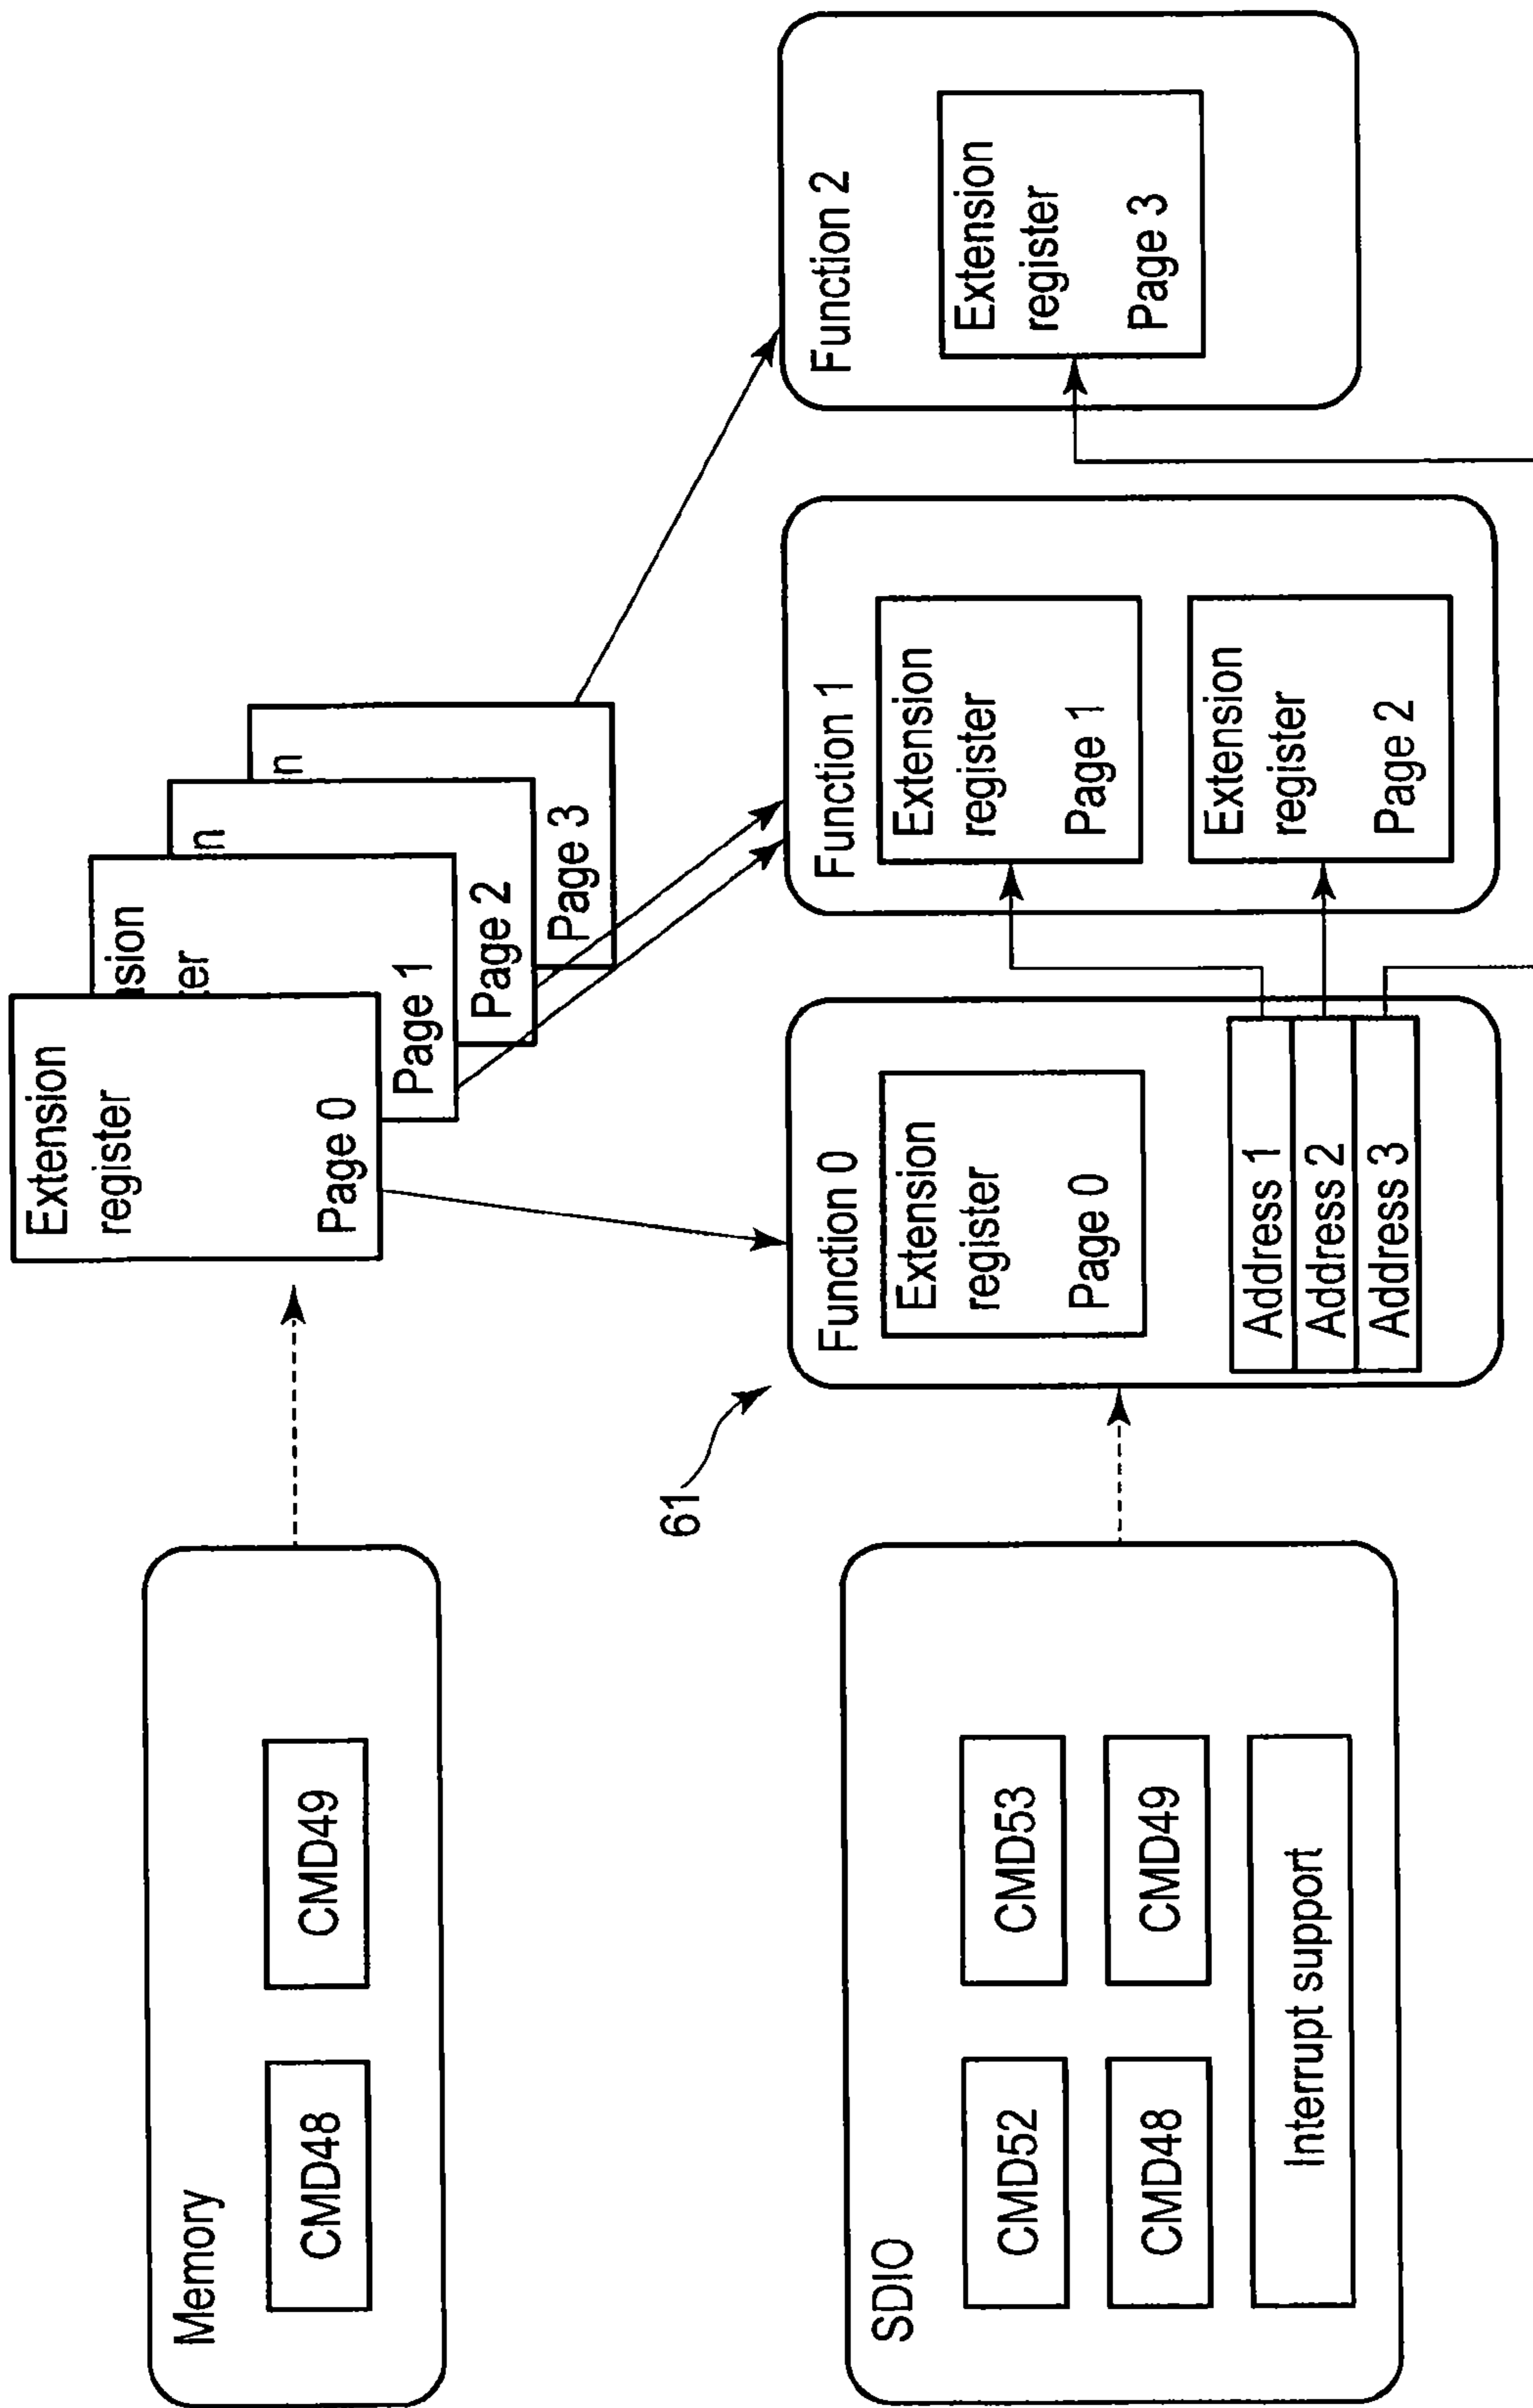 Memory
CMD48
CMD49
Extension
register
Page 0
Page 1
Page 2
n
Page 3
n
SDIO
CMD52
CMD53
CMD48
CMD49
Interrupt support
61
Function 0
Extension
register
Page 0
Address 1
Address 2
Address 3
Function 1
Extension
register
Page 1
Extension
register
Page 2
Function 2
Extension
register
Page 3